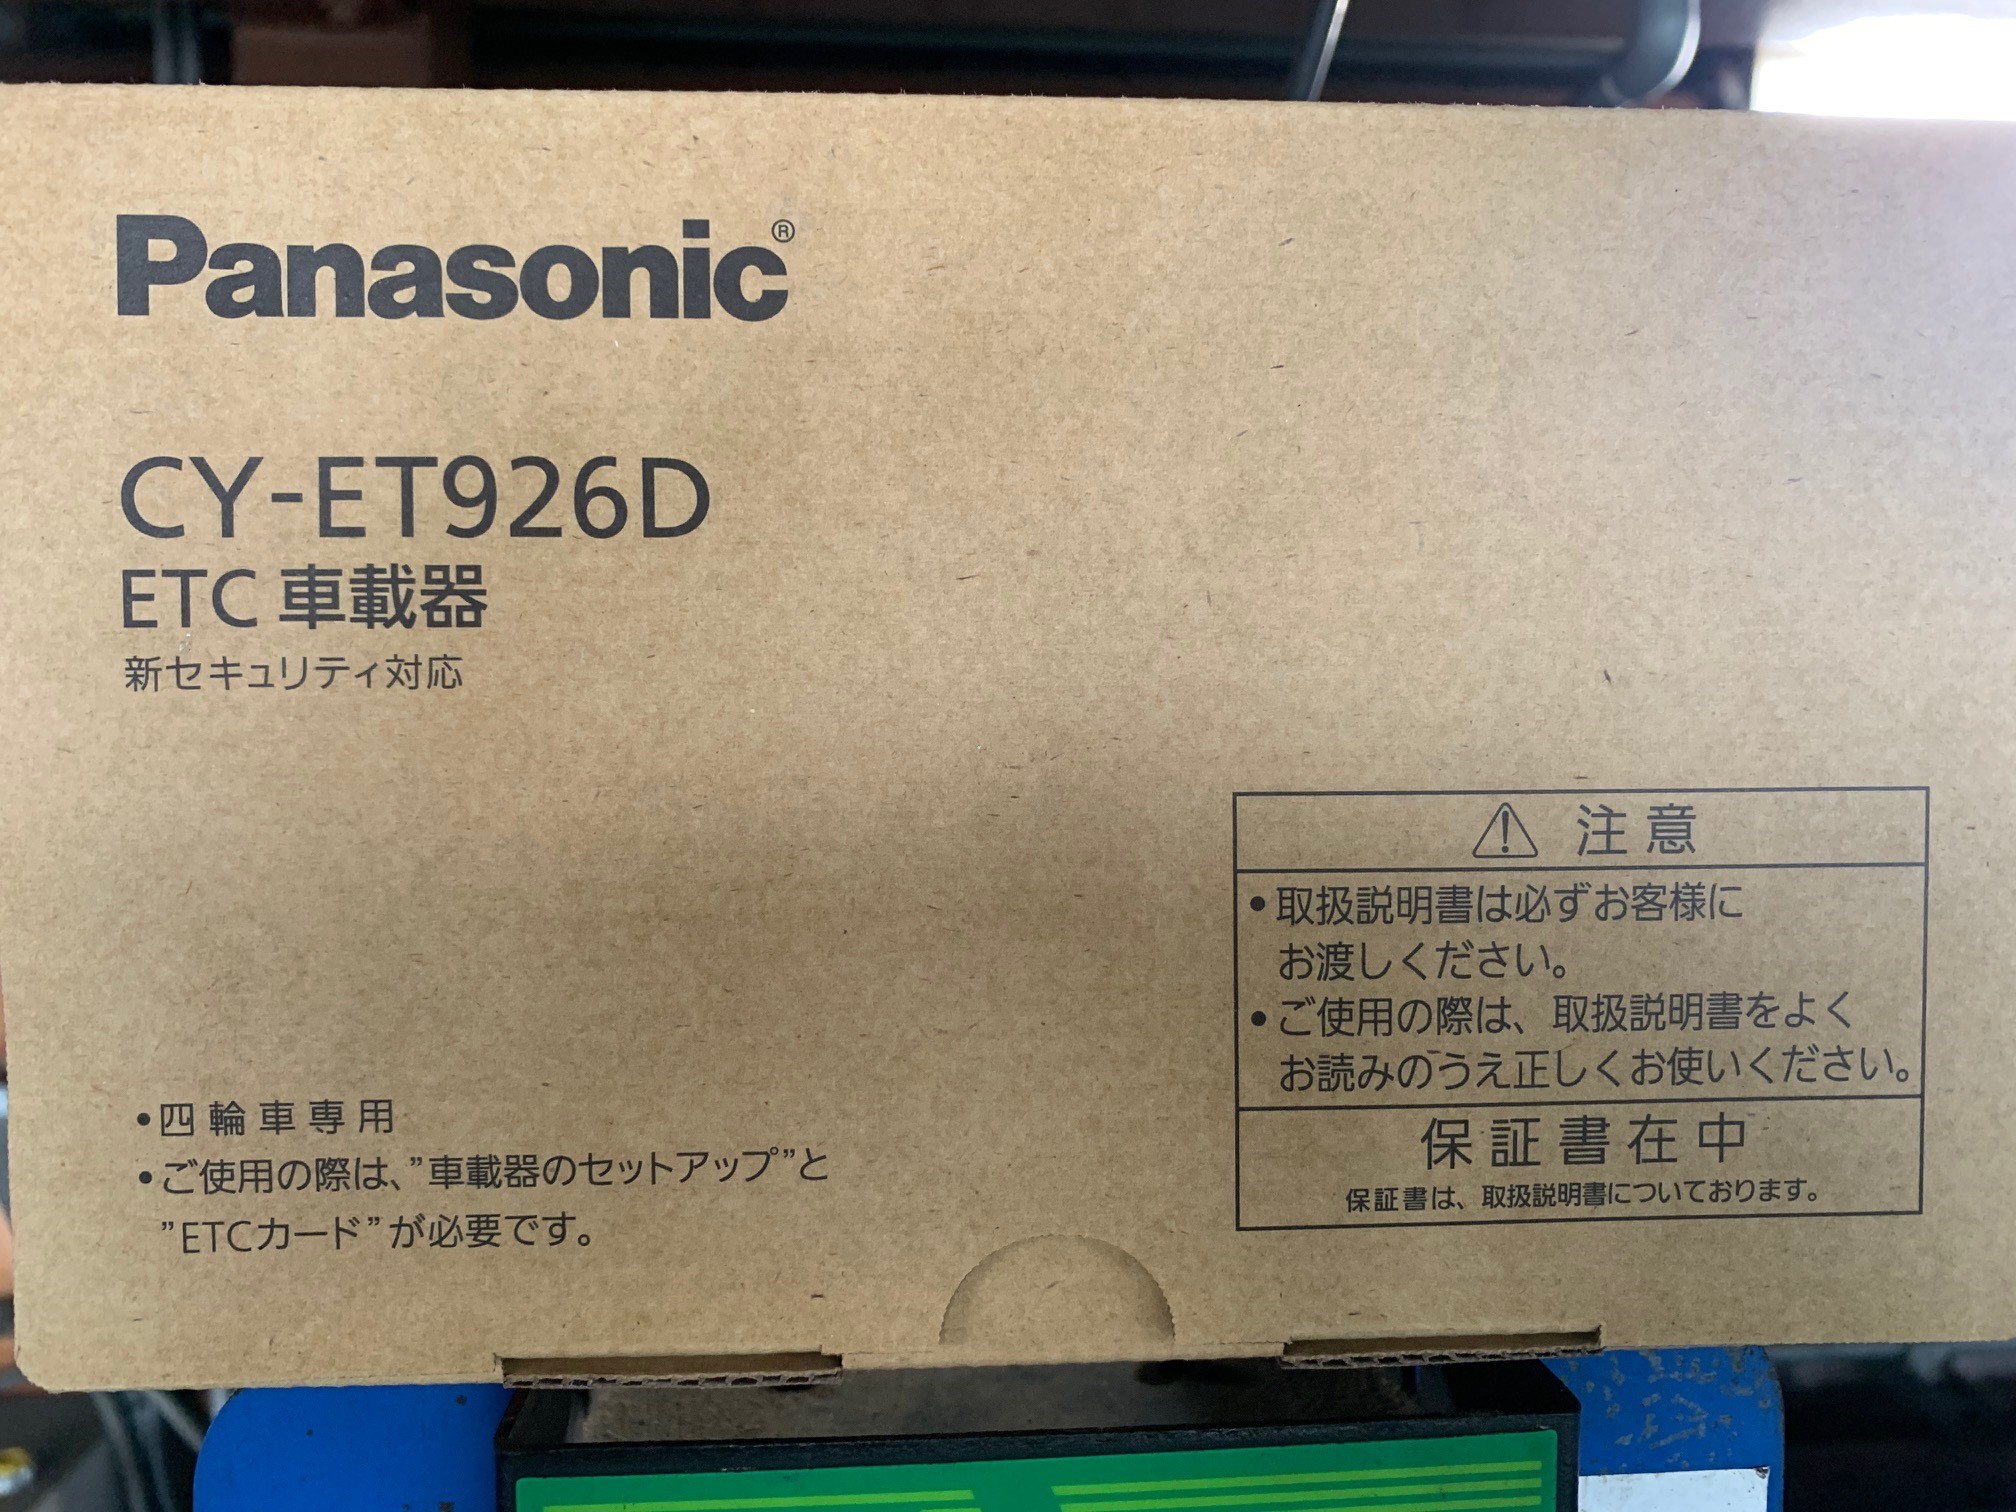 Panasonic®
CY-ET926D
ETC 車載器
新セキュリティ対応
•四輪車専用
•ご使用の際は、"車載器のセットアップ"と
"ETCカード"が必要です。
⚠ 注意
•取扱説明書は必ずお客様に
お渡しください。
•ご使用の際は、取扱説明書をよく
お読みのうえ正しくお使いください。
保証書在中
保証書は、取扱説明書についております。